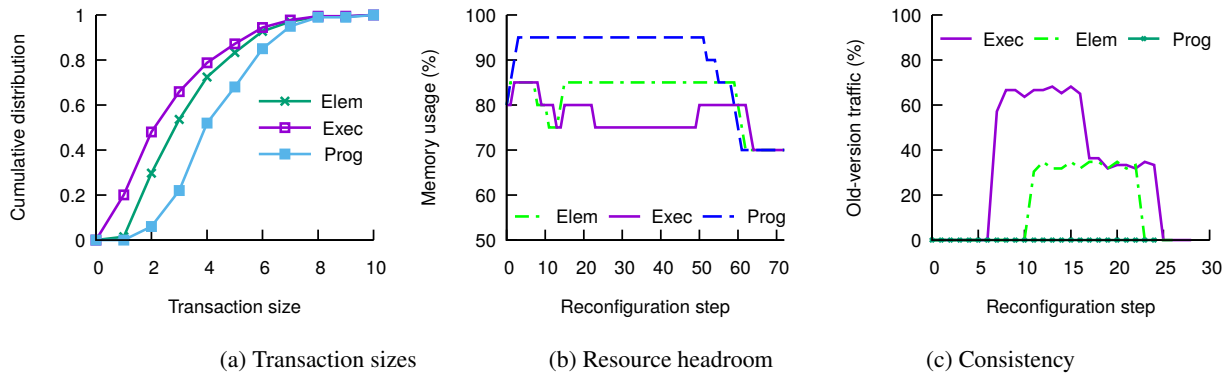 Cumulative distribution
1
0.8
0.6
0.4
0.2
0
0 2 4 6 8 10
Elem
Exec
Prog
Transaction size
(a) Transaction sizes
Memory usage (%)
100
90
80
70
60
50
0 10 20 30 40 50 60 70
Elem Exec Prog
Reconfiguration step
(b) Resource headroom
Old-version traffic (%)
100
80
60
40
20
0
0 5 10 15 20 25 30
Exec Elem Prog
Reconfiguration step
(c) Consistency